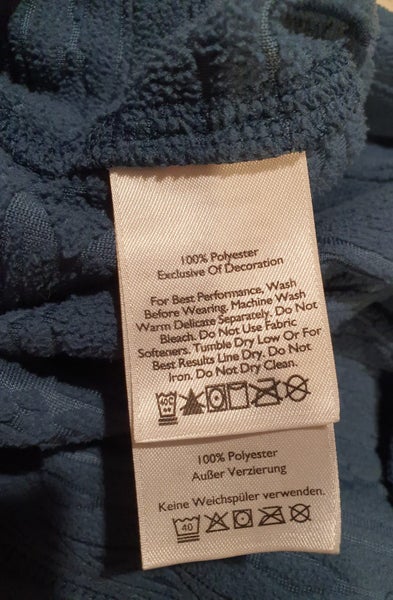 100% Polyester
Exclusive Of Decoration
For Best Performance, Wash
Before Wearing. Machine Wash
Warm Delicate Separately. Do Not
Bleach. Do Not Use Fabric
Softeners. Tumble Dry Low Or For
Best Results Line Dry. Do Not
Iron. Do Not Dry Clean.
40C
100% Polyester
Außer Verzierung
Keine Weichspüler verwenden.
40